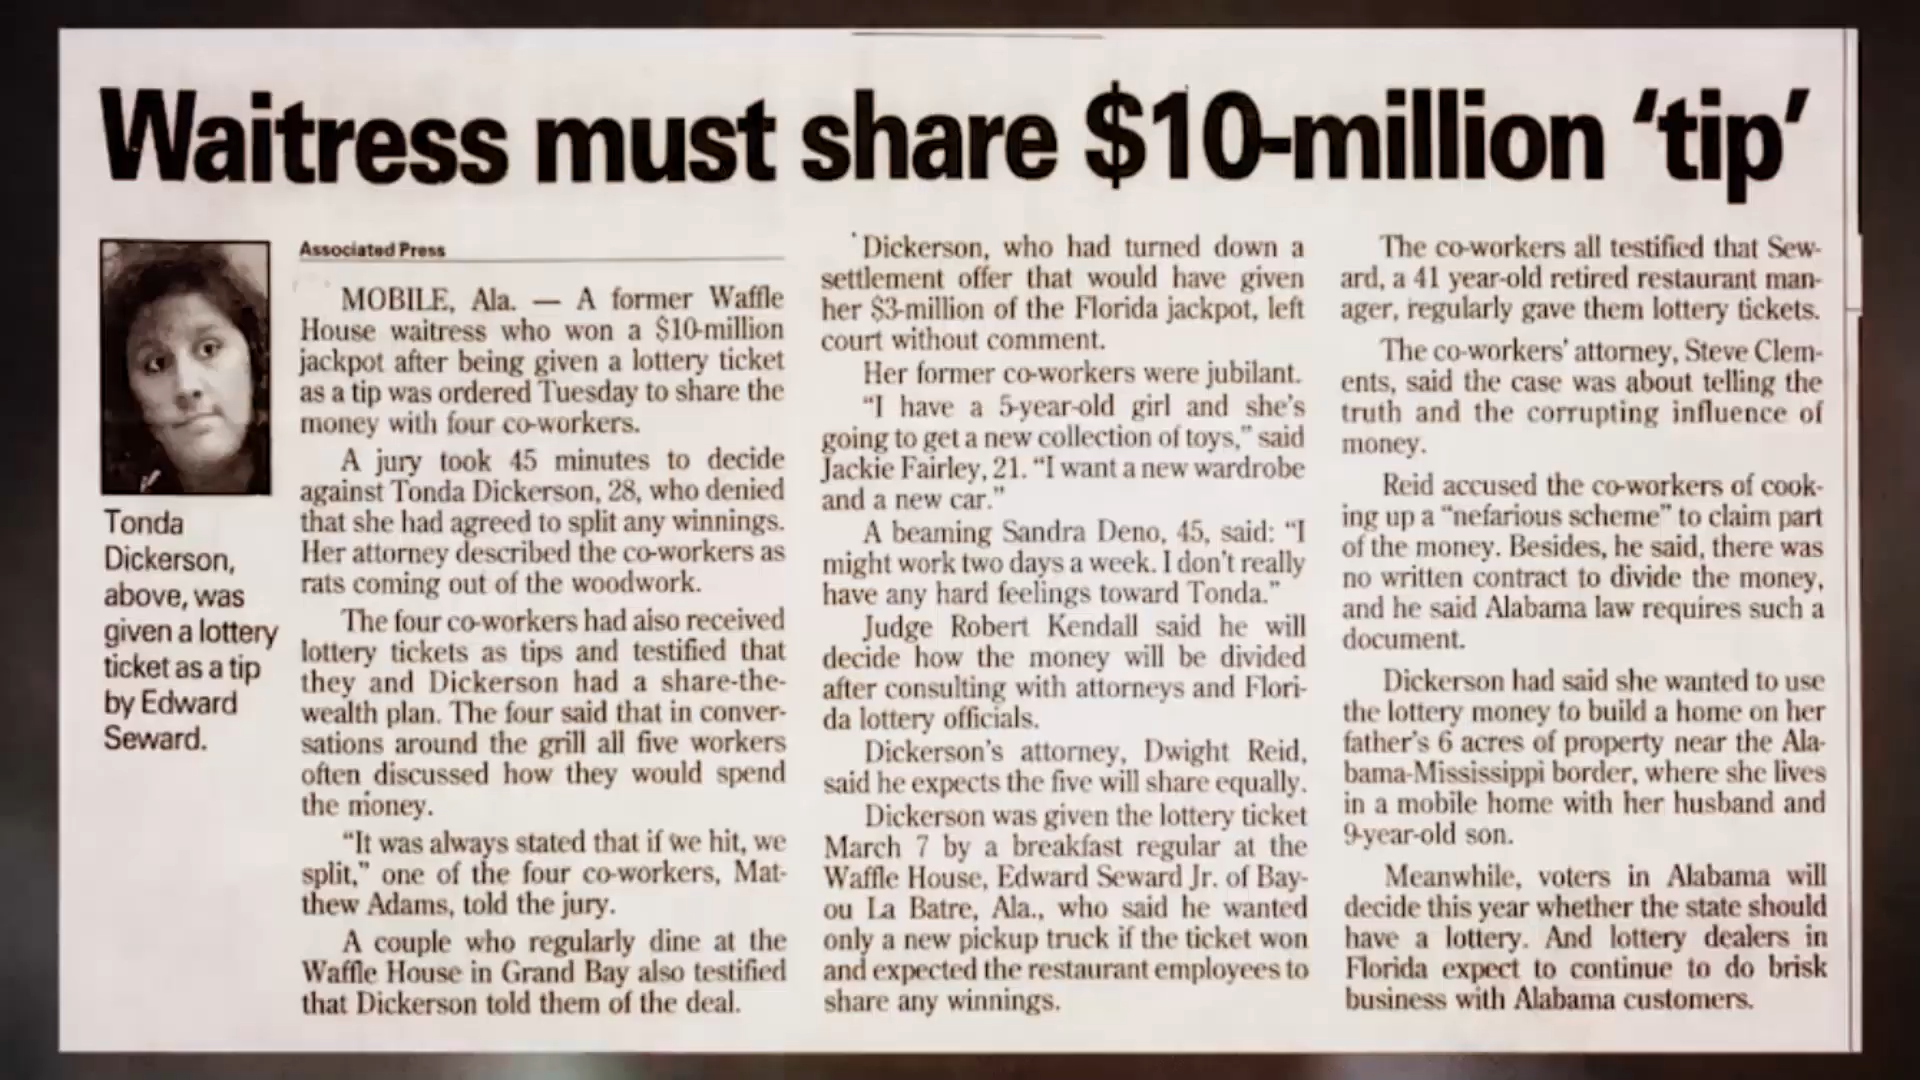 Waitress must share $10-million ‘tip’
Tonda
Dickerson,
above, was
given a lottery
ticket as a tip
by Edward
Seward.
Associated Press
MOBILE, Ala. — A former Waffle
House waitress who won a $10-million
jackpot after being given a lottery ticket
as a tip was ordered Tuesday to share the
money with four co-workers.
A jury took 45 minutes to decide
against Tonda Dickerson, 28, who denied
that she had agreed to split any winnings.
Her attorney described the co-workers as
rats coming out of the woodwork.
The four co-workers had also received
lottery tickets as tips and testified that
they and Dickerson had a share-the-
wealth plan. The four said that in conver-
sations around the grill all five workers
often discussed how they would spend
the money.
“It was always stated that if we hit, we
split,” one of the four co-workers, Mat-
thew Adams, told the jury.
A couple who regularly dine at the
Waffle House in Grand Bay also testified
that Dickerson told them of the deal.
Dickerson, who had turned down a
settlement offer that would have given
her $3-million of the Florida jackpot, left
court without comment.
Her former co-workers were jubilant.
“I have a 5-year-old girl and she’s
going to get a new collection of toys,” said
Jackie Fairley, 21. “I want a new wardrobe
and a new car.”
A beaming Sandra Deno, 45, said: “I
might work two days a week. I don’t really
have any hard feelings toward Tonda.”
Judge Robert Kendall said he will
decide how the money will be divided
after consulting with attorneys and Flori-
da lottery officials.
Dickerson’s attorney, Dwight Reid,
said he expects the five will share equally.
Dickerson was given the lottery ticket
March 7 by a breakfast regular at the
Waffle House, Edward Seward Jr. of Bay-
ou La Batre, Ala., who said he wanted
only a new pickup truck if the ticket won
and expected the restaurant employees to
share any winnings.
The co-workers all testified that Sew-
ard, a 41 year-old retired restaurant man-
ager, regularly gave them lottery tickets.
The co-workers’ attorney, Steve Clem-
ents, said the case was about telling the
truth and the corrupting influence of
money.
Reid accused the co-workers of cook-
ing up a “nefarious scheme” to claim part
of the money. Besides, he said, there was
no written contract to divide the money,
and he said Alabama law requires such a
document.
Dickerson had said she wanted to use
the lottery money to build a home on her
father’s 6 acres of property near the Ala-
bama-Mississippi border, where she lives
in a mobile home with her husband and
9-year-old son.
Meanwhile, voters in Alabama will
decide this year whether the state should
have a lottery. And lottery dealers in
Florida expect to continue to do brisk
business with Alabama customers.